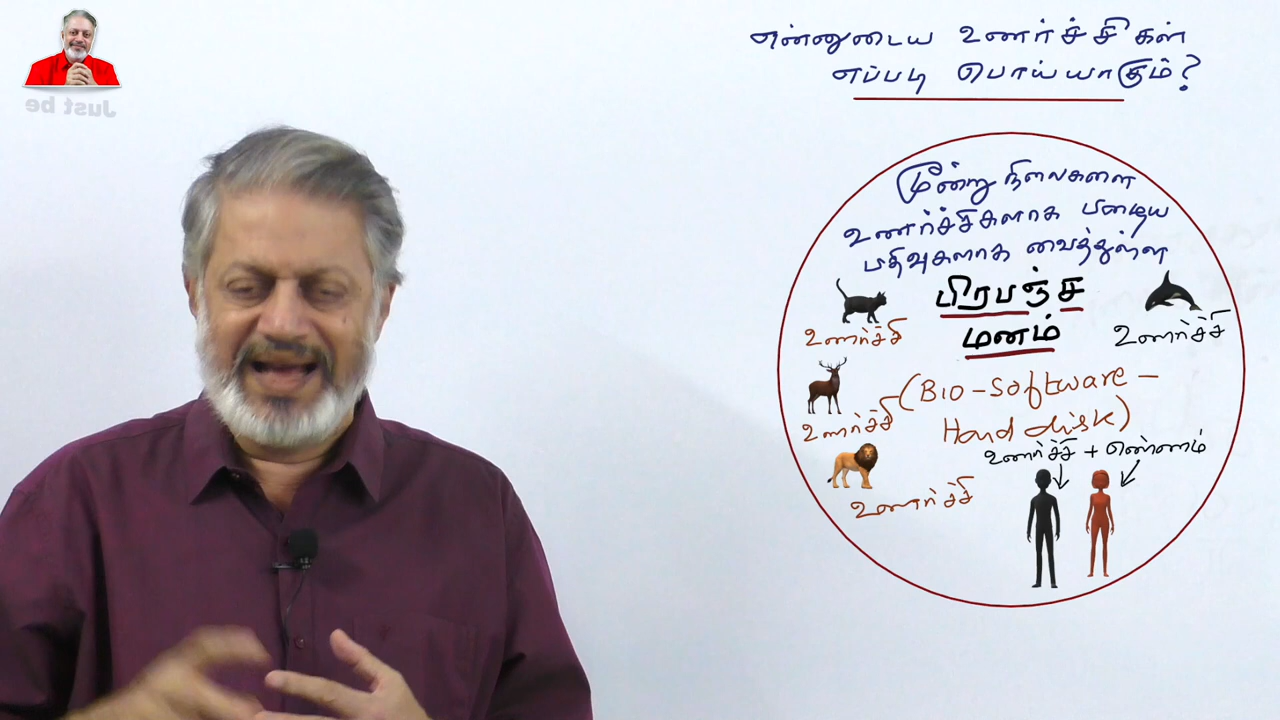 Just be
என்னுடைய உணர்ச்சிகள்
எப்படி பொய்யாகும்?
மூன்று நிலைகளை
உணர்ச்சிகளாக பழைய
பதிவுகளாக வைத்துள்ள
பிரபஞ்ச
மனம்
உணர்ச்சி
உணர்ச்சி
உணர்ச்சி
(Bio-Software-
Hard disk)
உணர்ச்சி + எண்ணம்
உணர்ச்சி